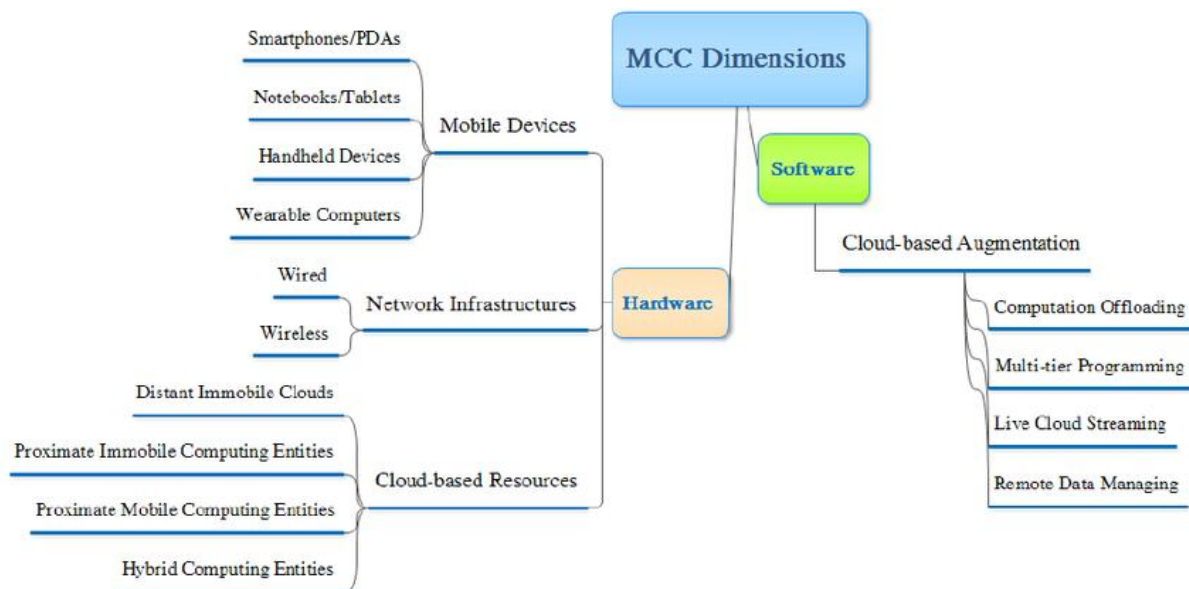 MCC Dimensions
Software
Cloud-based Augmentation
Computation Offloading
Multi-tier Programming
Live Cloud Streaming
Remote Data Managing
Hardware
Mobile Devices
Smartphones/PDAs
Notebooks/Tablets
Handheld Devices
Wearable Computers
Network Infrastructures
Wired
Wireless
Cloud-based Resources
Distant Immobile Clouds
Proximate Immobile Computing Entities
Proximate Mobile Computing Entities
Hybrid Computing Entities